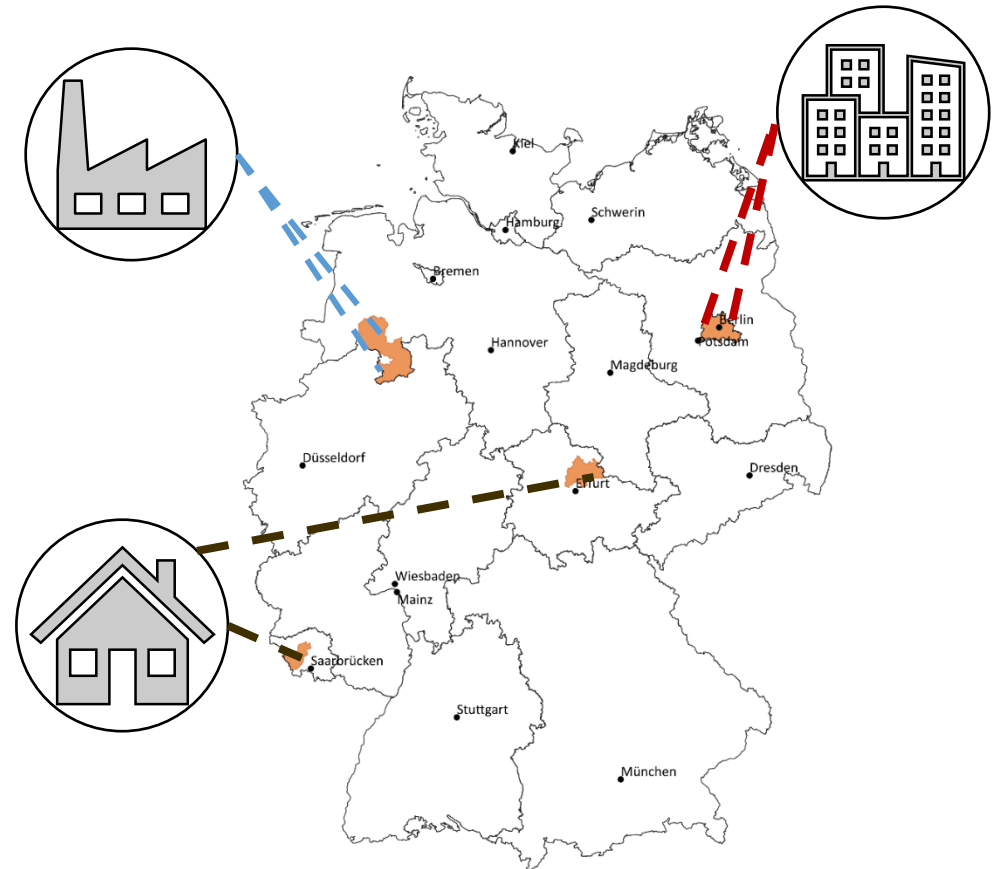 Kiel
Schwerin
Hamburg
Bremen
Berlin
Potsdam
Hannover
Magdeburg
Düsseldorf
Dresden
Erfurt
Wiesbaden
Mainz
Saarbrücken
Stuttgart
München